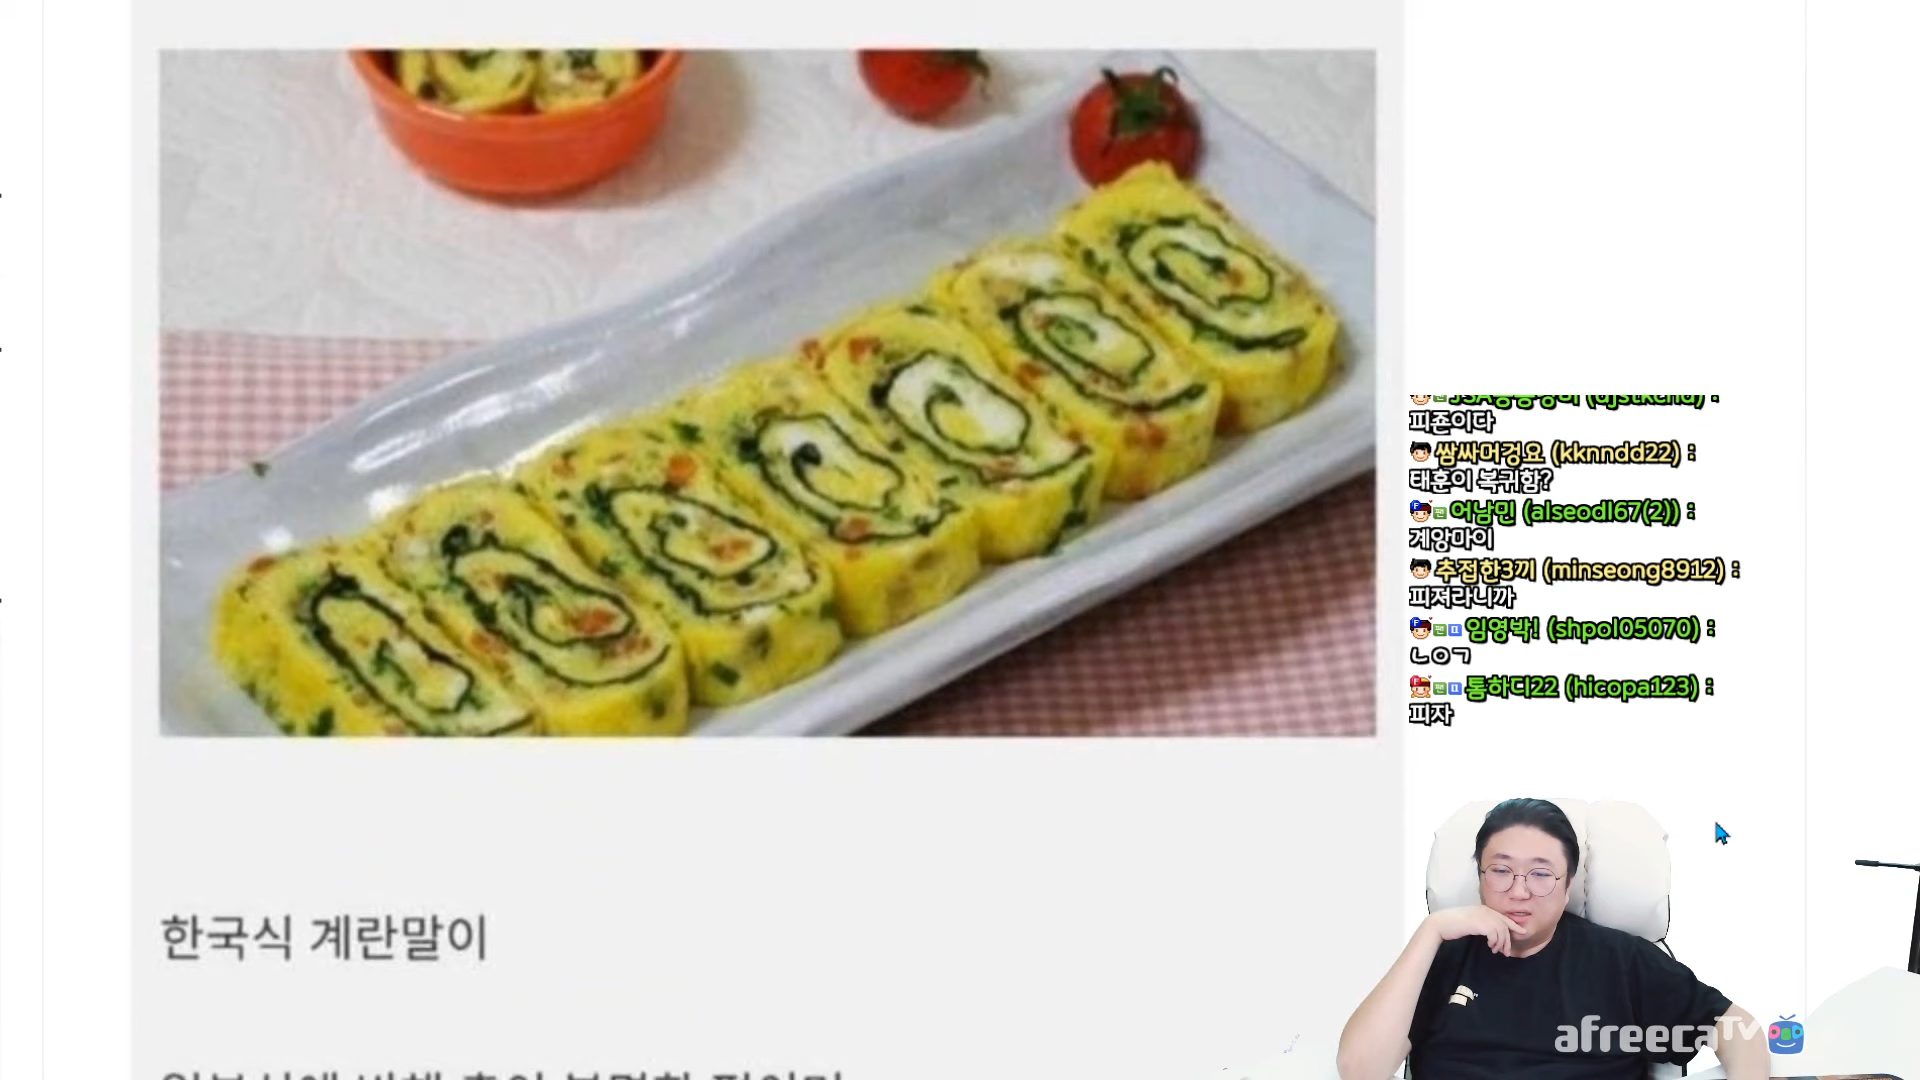 피죤이다
쌈싸머겅요 (kknndd22) :
태훈이 복귀함?
어남민 (alseodl67(2)) :
계앙마이
추접한3끼 (minseong8912) :
피져라니까
임영박! (shpol05070) :
ㄴㅇㄱ
톰하디22 (hicopa123) :
피자
한국식 계란말이
afreecaTV